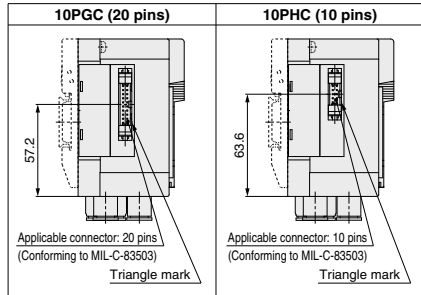 10PGC (20 pins)
57.2
Applicable connector: 20 pins
(Conforming to MIL-C-83503)
Triangle mark
10PHC (10 pins)
63.6
Applicable connector: 10 pins
(Conforming to MIL-C-83503)
Triangle mark